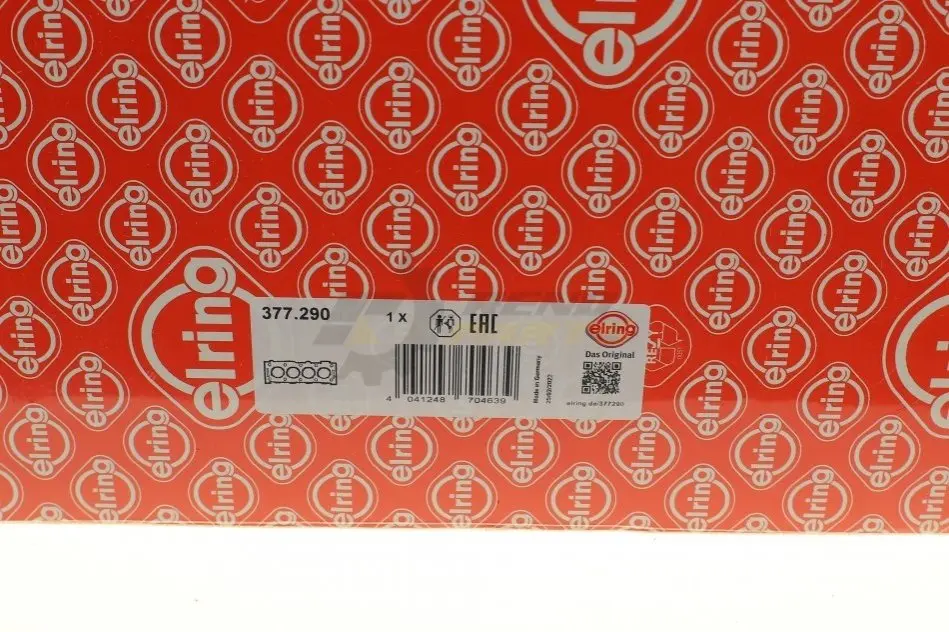 377.290
1 x
EAC
elring
Das Original
4 041248 704639
Made in Germany
elring.de/377290
elring